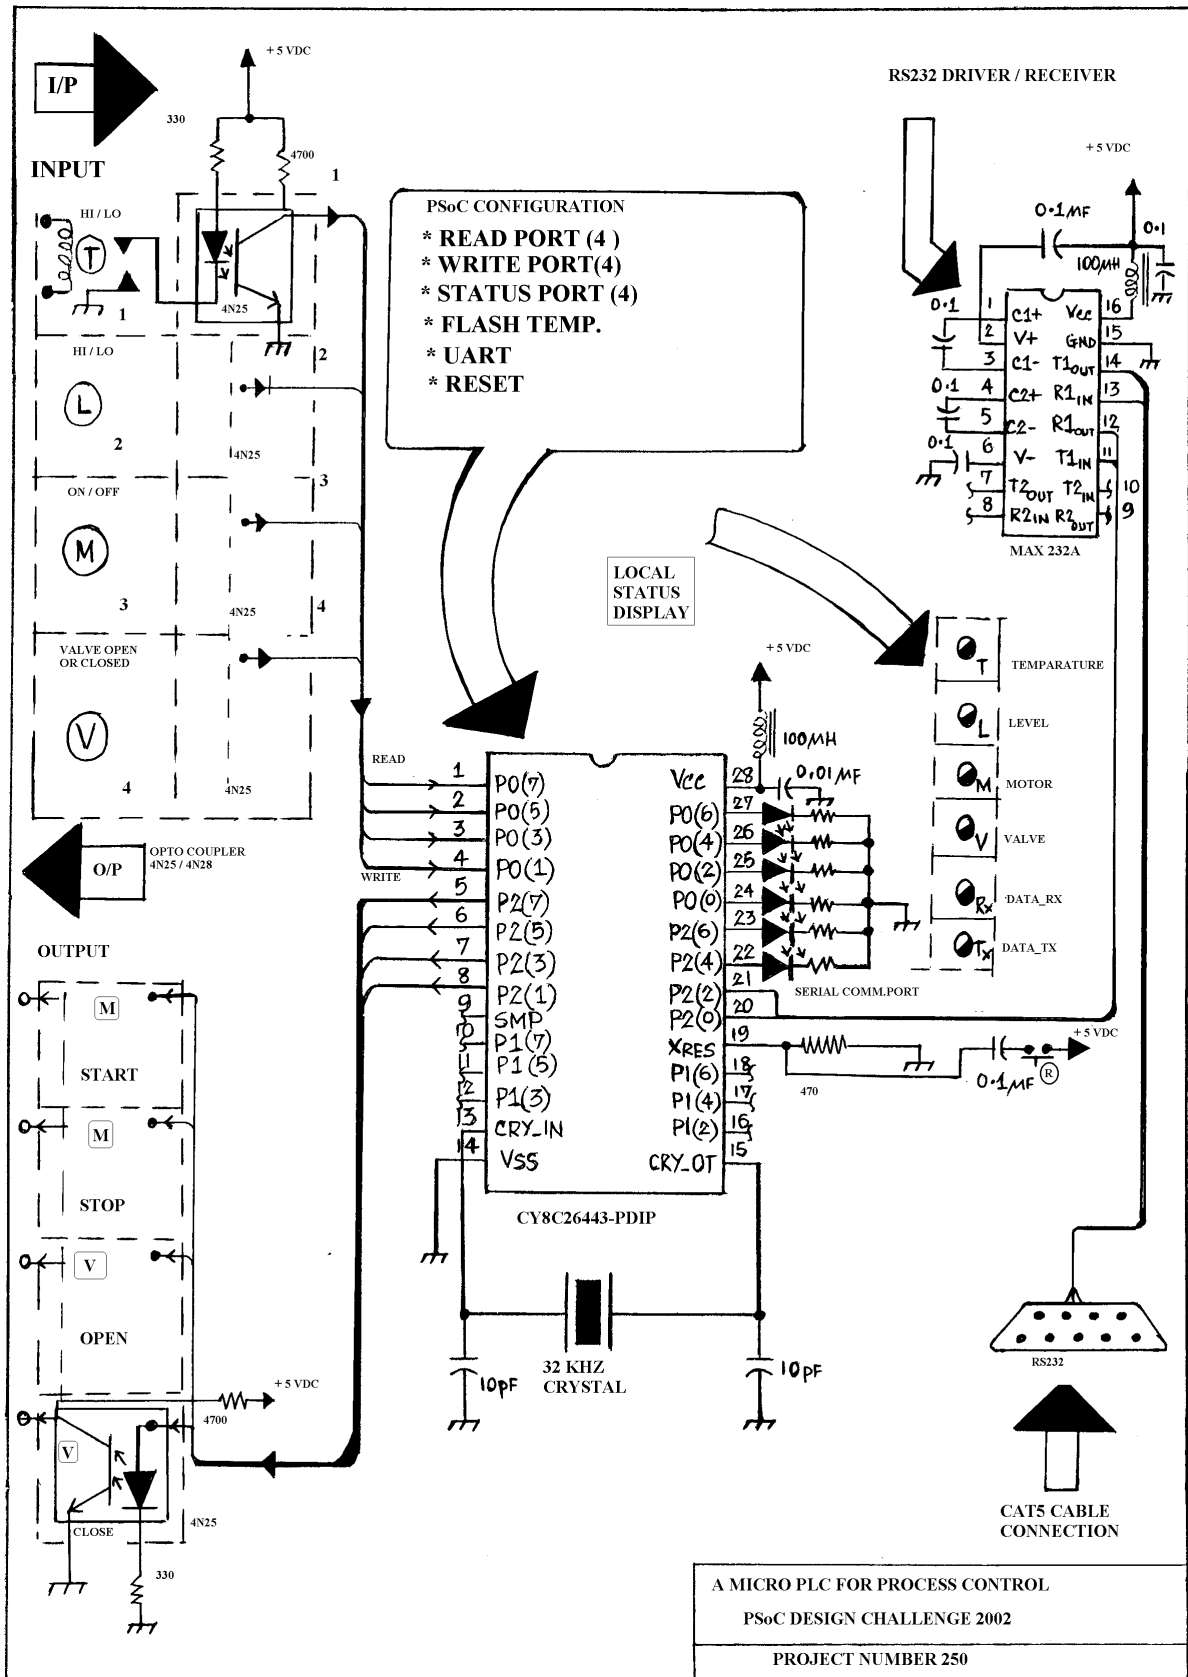 I/P
+ 5 VDC
330
4700
INPUT
1
HI / LO
T
1
4N25
HI / LO
2
L
2
4N25
ON / OFF
3
M
3
4N25
4
VALVE OPEN
OR CLOSED
V
4
4N25
O/P
OPTO COUPLER
4N25 / 4N28
PSoC CONFIGURATION
* READ PORT (4 )
* WRITE PORT(4)
* STATUS PORT (4)
* FLASH TEMP.
* UART
* RESET
RS232 DRIVER / RECEIVER
+ 5 VDC
0.1MF
0.1
100MH
0.1
0.1
0.1
1 C1+ Vcc 16
2 V+ GND 15
3 C1- T1OUT 14
4 C2+ R1IN 13
5 C2- R1OUT 12
6 V- T1IN 11
7 T2OUT T2IN 10
8 R2IN R2OUT 9
MAX 232A
LOCAL
STATUS
DISPLAY
T TEMPARATURE
L LEVEL
M MOTOR
V VALVE
Rx DATA_RX
Tx DATA_TX
+ 5 VDC
100MH
0.01MF
READ
WRITE
1 P0(7) Vcc 28
2 P0(5) P0(6) 27
3 P0(3) P0(4) 26
4 P0(1) P0(2) 25
5 P2(7) P0(0) 24
6 P2(5) P2(6) 23
7 P2(3) P2(4) 22
8 P2(1) P2(2) 21
9 SMP P2(0) 20
10 P1(7) XRES 19
11 P1(5) P1(6) 18
12 P1(3) P1(4) 17
13 CRY_IN P1(2) 16
14 VSS CRY_OT 15
CY8C26443-PDIP
SERIAL COMM.PORT
470
0.1MF
R
+ 5 VDC
32 KHZ
CRYSTAL
10pF
10pF
OUTPUT
M
START
M
STOP
V
OPEN
+ 5 VDC
4700
V
CLOSE
4N25
330
RS232
CAT5 CABLE
CONNECTION
A MICRO PLC FOR PROCESS CONTROL
PSoC DESIGN CHALLENGE 2002
PROJECT NUMBER 250